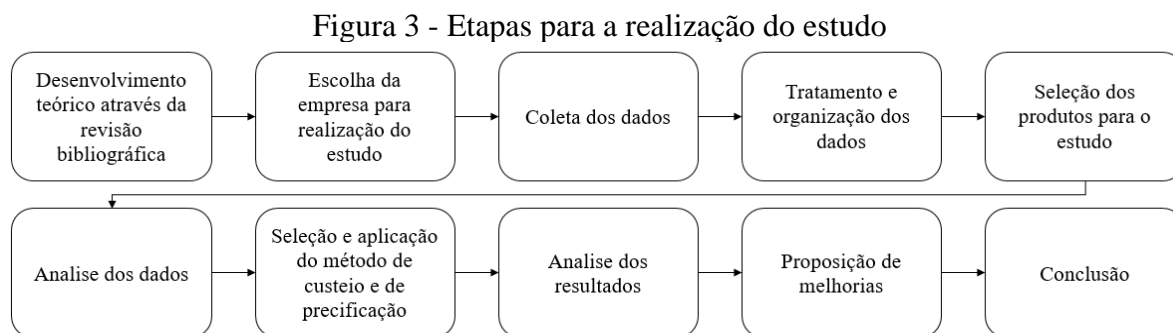 Figura 3 - Etapas para a realização do estudo
Desenvolvimento
teórico através da
revisão
bibliográfica
Escolha da
empresa para
realização do
estudo
Coleta dos dados
Tratamento e
organização dos
dados
Seleção dos
produtos para o
estudo
Analise dos dados
Seleção e aplicação
do método de
custeio e de
precificação
Analise dos
resultados
Proposição de
melhorias
Conclusão